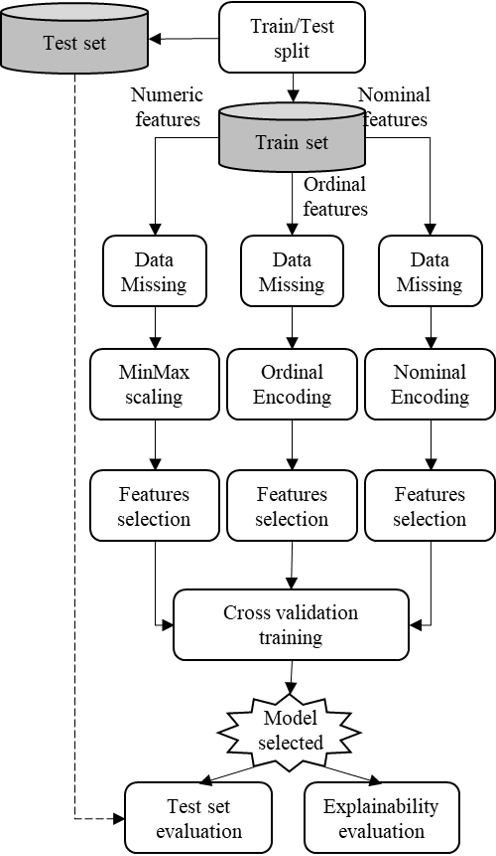 Test set
Train/Test
split
Numeric
features
Nominal
features
Train set
Ordinal
features
Data
Missing
Data
Missing
Data
Missing
MinMax
scaling
Ordinal
Encoding
Nominal
Encoding
Features
selection
Features
selection
Features
selection
Cross validation
training
Model
selected
Test set
evaluation
Explainability
evaluation